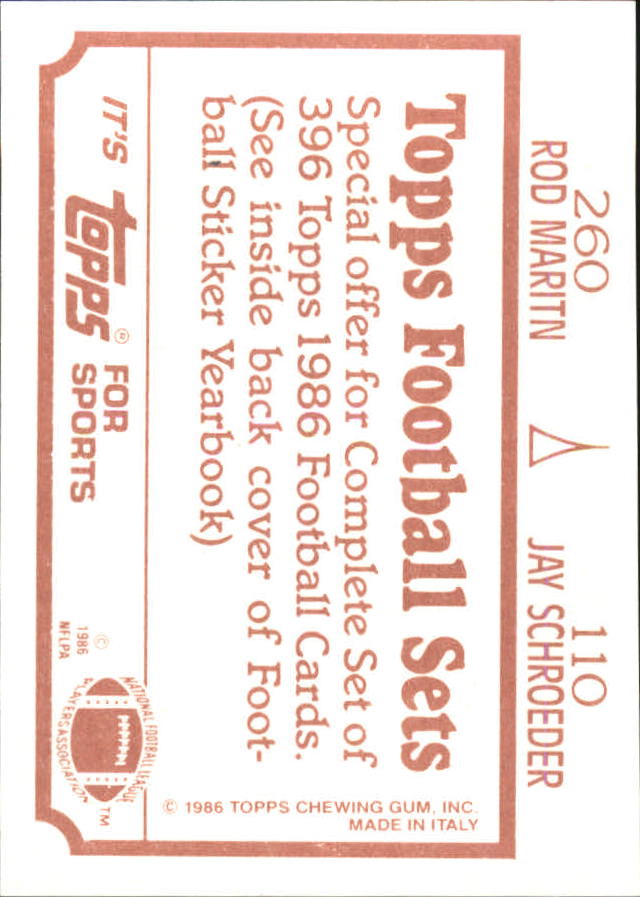 260
ROD MARITN
110
JAY SCHROEDER
Topps Football Sets
Special offer for Complete Set of
396 Topps 1986 Football Cards.
(See inside back cover of Foot-
ball Sticker Yearbook)
© 1986 TOPPS CHEWING GUM, INC.
MADE IN ITALY
IT'S Topps® FOR
SPORTS
©
1986
NFLPA
NATIONAL FOOTBALL LEAGUE
PLAYERS ASSOCIATION
TM